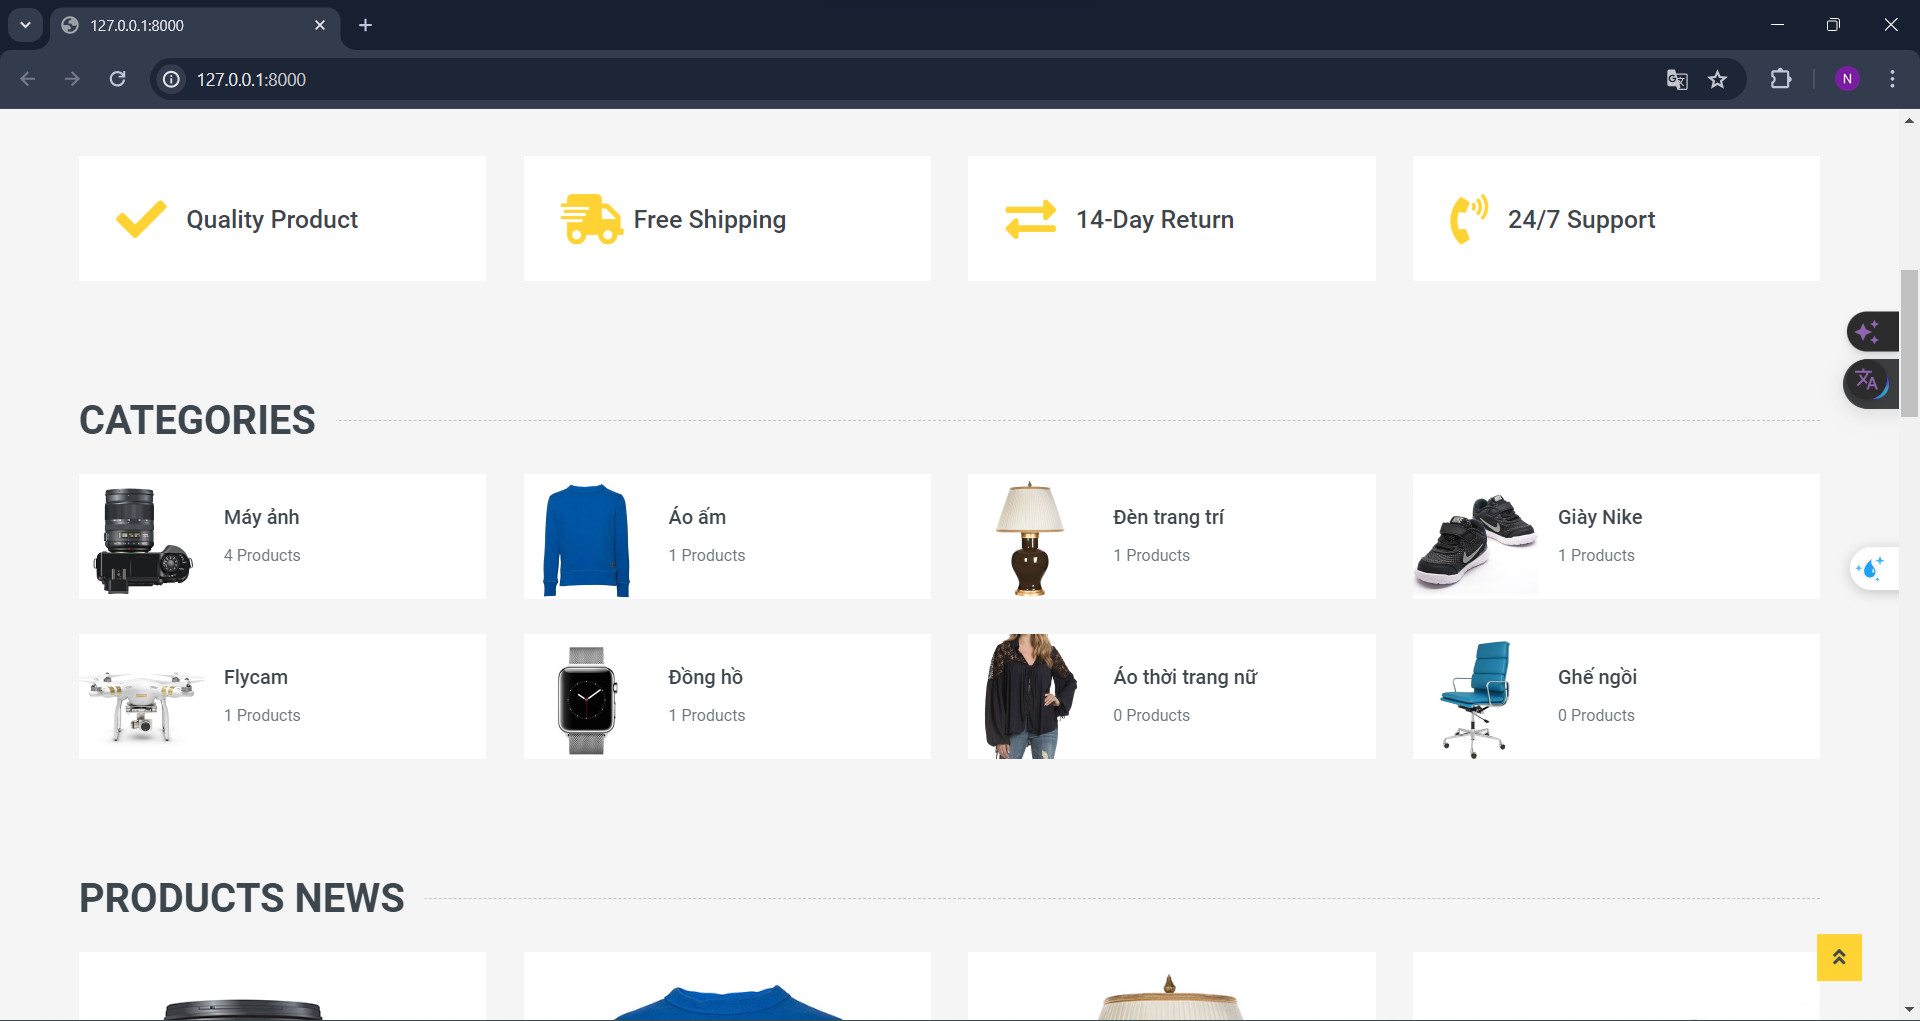 127.0.0.1:8000
127.0.0.1:8000
N
Quality Product
Free Shipping
14-Day Return
24/7 Support
CATEGORIES
Máy ảnh
4 Products
Áo ấm
1 Products
Đèn trang trí
1 Products
Giày Nike
1 Products
Flycam
1 Products
Đồng hồ
1 Products
Áo thời trang nữ
0 Products
Ghế ngồi
0 Products
PRODUCTS NEWS